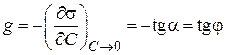 g = -(∂σ/∂C)_{C→0} = -tgα = tgφ